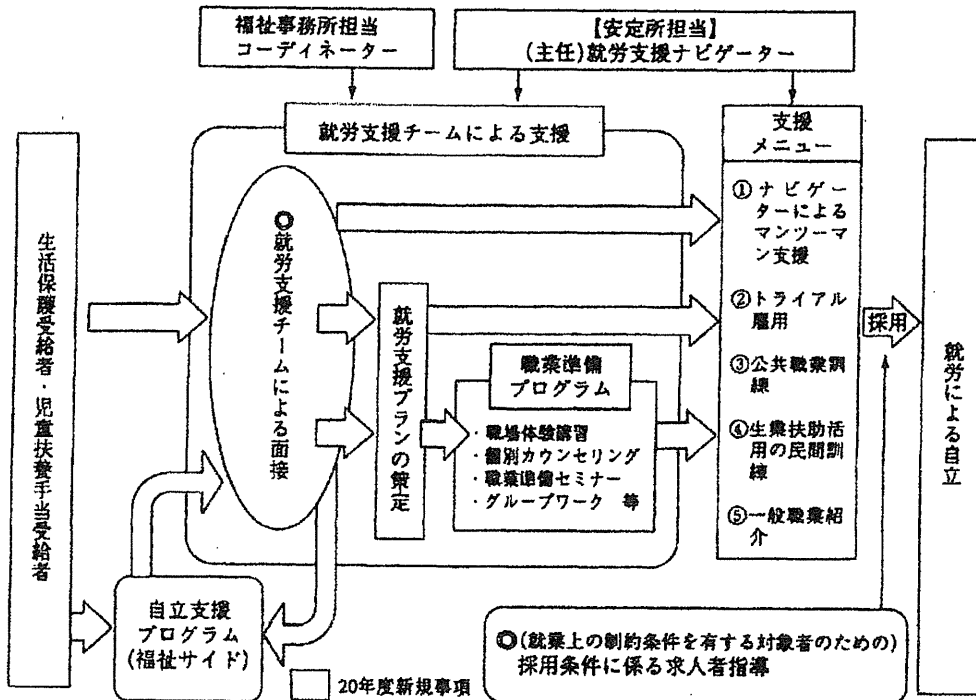 福祉事務所担当
コーディネーター
【安定所担当】
(主任)就労支援ナビゲーター
就労支援チームによる支援
支援
メニュー
生活保護受給者・児童扶養手当受給者
◎就労支援チームによる面接
就労支援プランの策定
職業準備
プログラム
・職場体験講習
・個別カウンセリング
・職業準備セミナー
・グループワーク 等
①ナビゲー
ターによる
マンツーマ
ン支援
②トライアル
雇用
③公共職業訓
練
④生業扶助活
用の民間訓
練
⑤一般職業紹
介
採用
就労による自立
自立支援
プログラム
(福祉サイド)
20年度新規事項
◎(就業上の制約条件を有する対象者のための)
採用条件に係る求人者指導